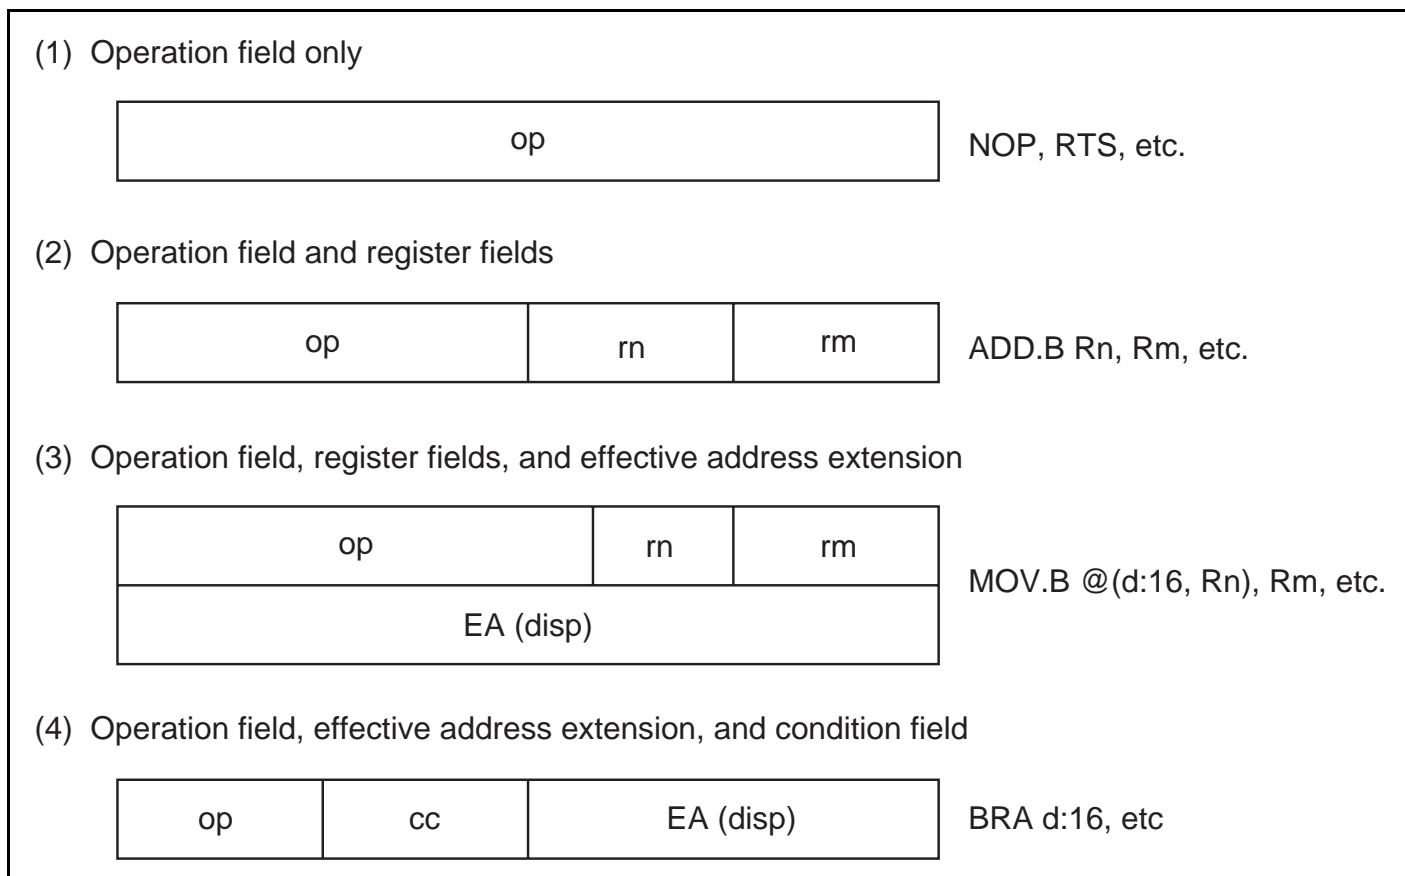 (1) Operation field only
op
NOP, RTS, etc.
(2) Operation field and register fields
op rn rm
ADD.B Rn, Rm, etc.
(3) Operation field, register fields, and effective address extension
op rn rm
EA (disp)
MOV.B @(d:16, Rn), Rm, etc.
(4) Operation field, effective address extension, and condition field
op cc EA (disp)
BRA d:16, etc